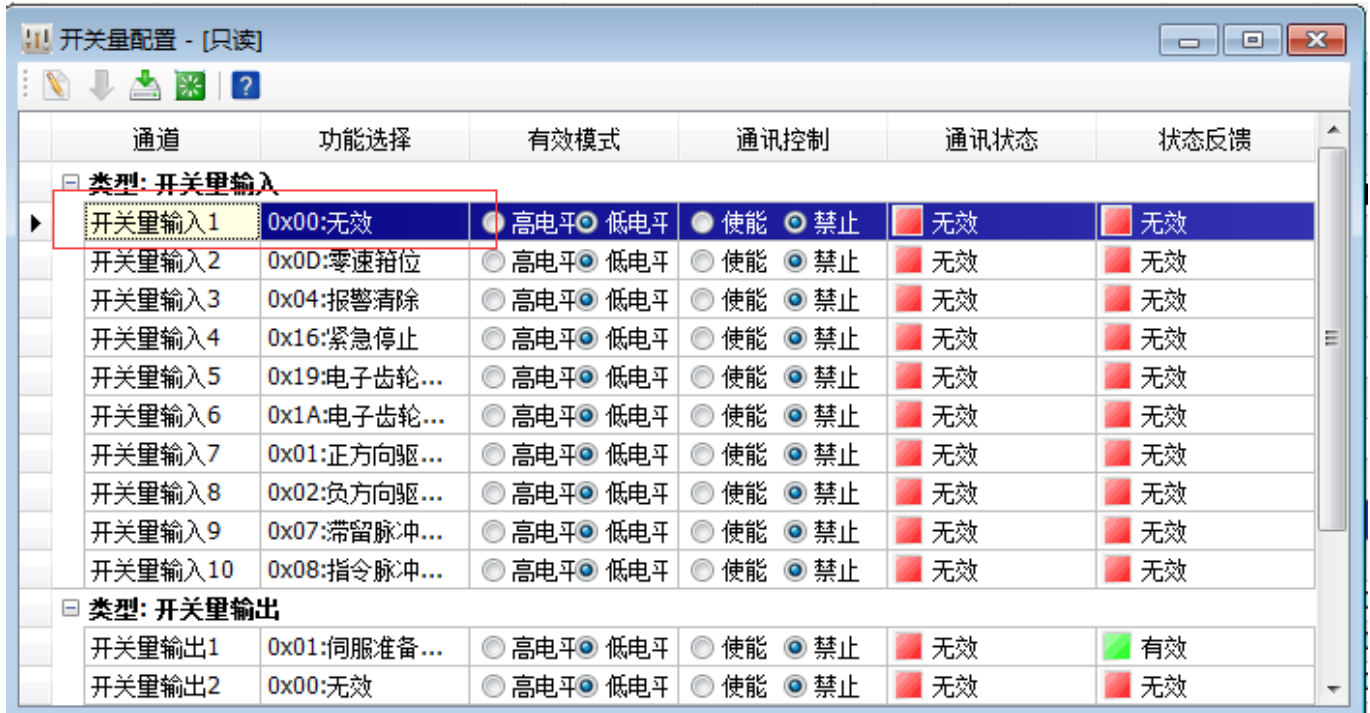 开关量配置 - [只读]
通道 功能选择 有效模式 通讯控制 通讯状态 状态反馈
类型: 开关量输入
开关量输入1 0x00:无效 高电平 低电平 使能 禁止 无效 无效
开关量输入2 0x0D:零速箝位 高电平 低电平 使能 禁止 无效 无效
开关量输入3 0x04:报警清除 高电平 低电平 使能 禁止 无效 无效
开关量输入4 0x16:紧急停止 高电平 低电平 使能 禁止 无效 无效
开关量输入5 0x19:电子齿轮... 高电平 低电平 使能 禁止 无效 无效
开关量输入6 0x1A:电子齿轮... 高电平 低电平 使能 禁止 无效 无效
开关量输入7 0x01:正方向驱... 高电平 低电平 使能 禁止 无效 无效
开关量输入8 0x02:负方向驱... 高电平 低电平 使能 禁止 无效 无效
开关量输入9 0x07:滞留脉冲... 高电平 低电平 使能 禁止 无效 无效
开关量输入10 0x08:指令脉冲... 高电平 低电平 使能 禁止 无效 无效
类型: 开关量输出
开关量输出1 0x01:伺服准备... 高电平 低电平 使能 禁止 无效 有效
开关量输出2 0x00:无效 高电平 低电平 使能 禁止 无效 无效